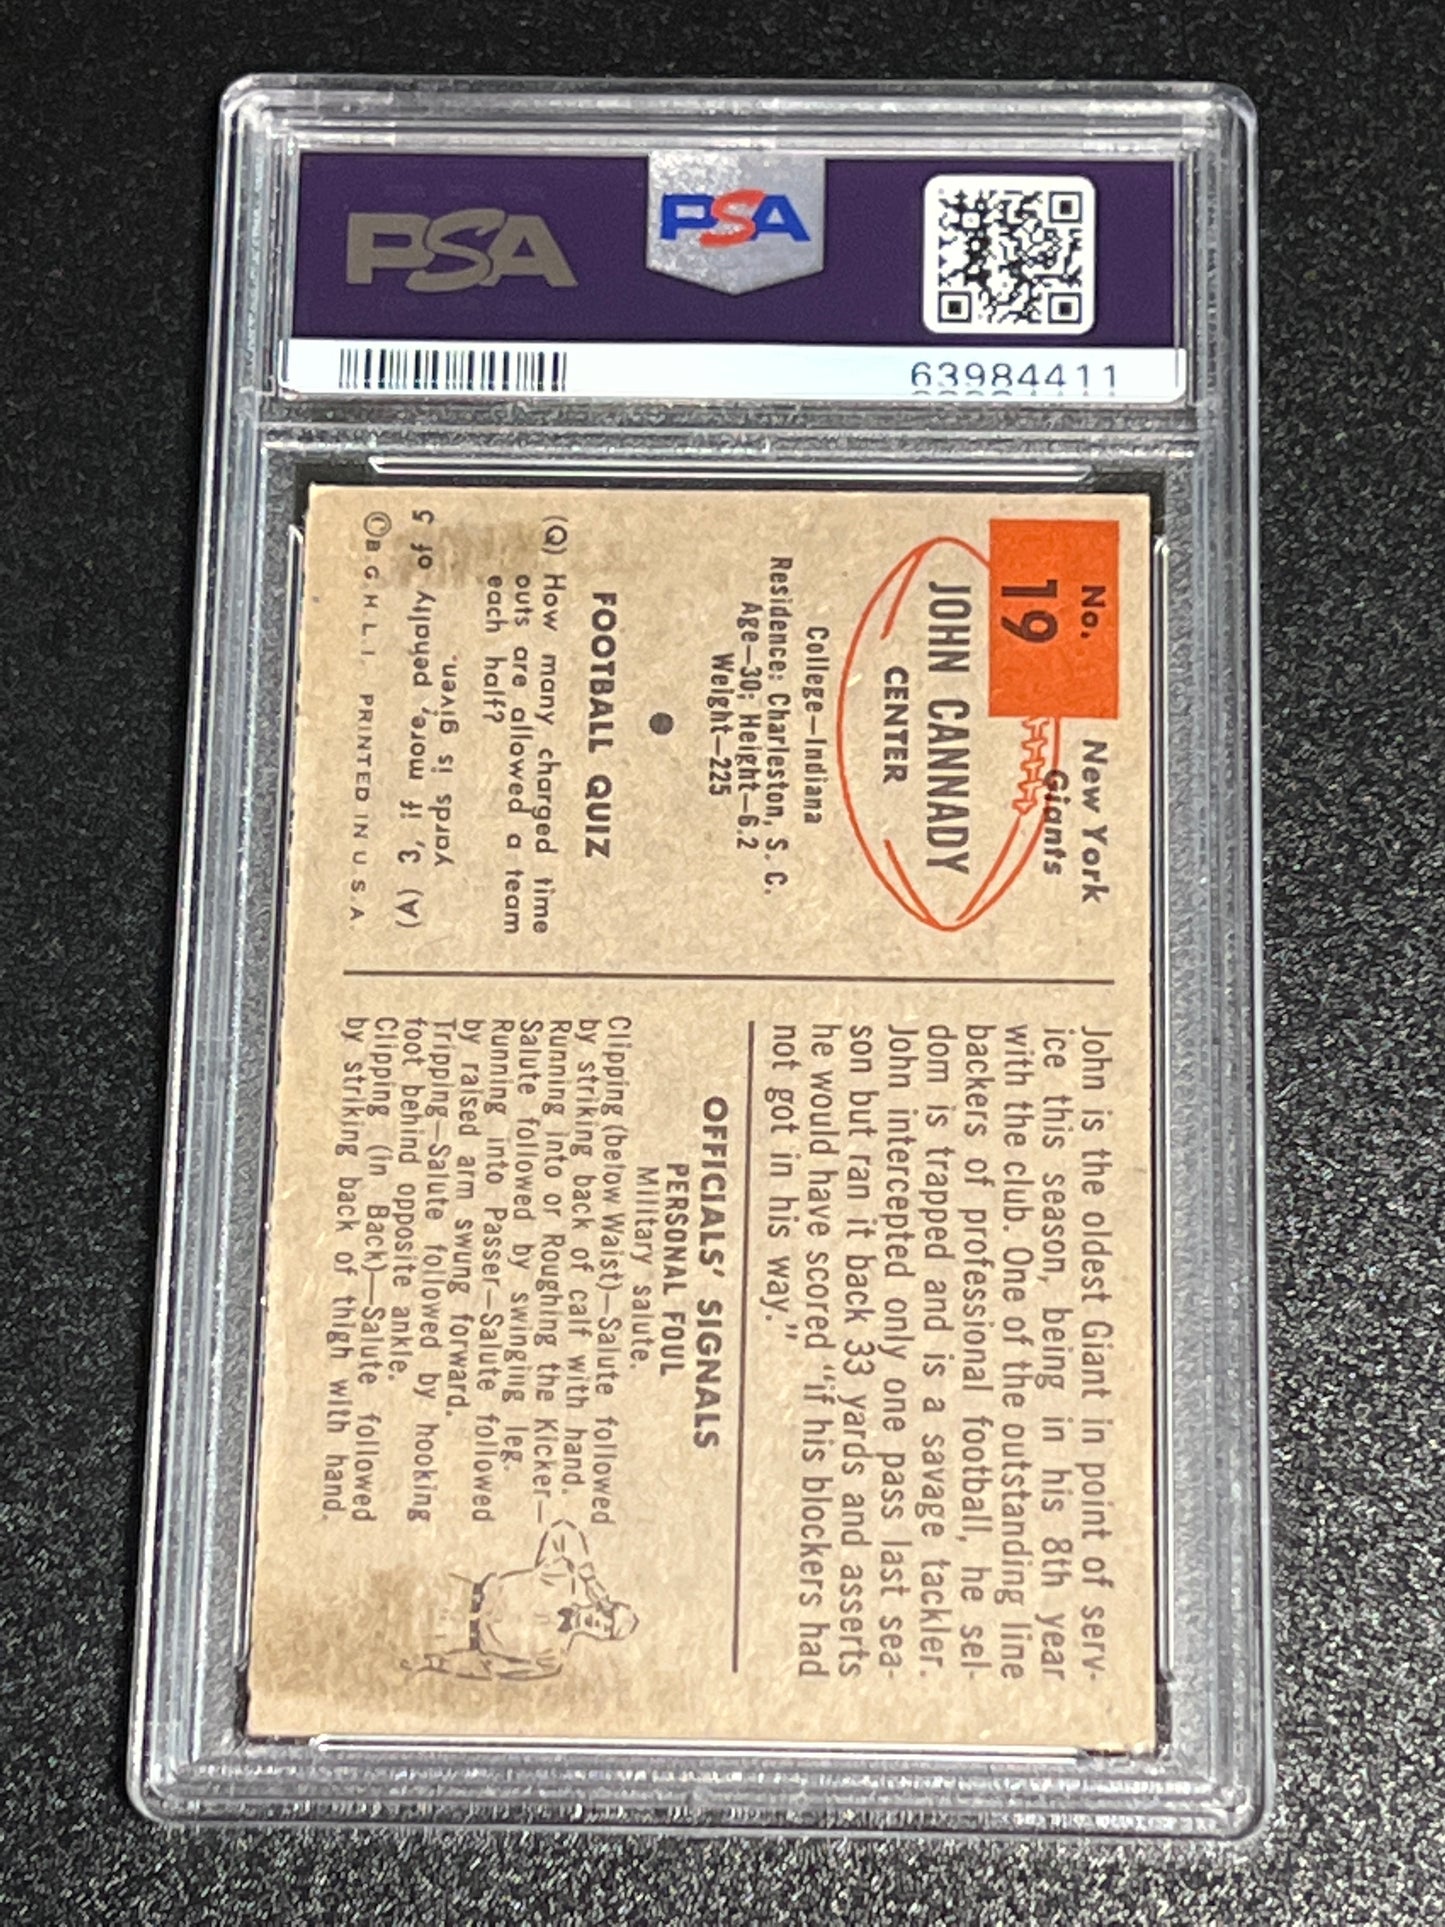 PSA
PSA
63984411
No.
19
New York
Giants
JOHN CANNADY
CENTER
College—Indiana
Residence: Charleston, S. C.
Age—30; Height—6.2
Weight—225
FOOTBALL QUIZ
(Q) How many charged time
outs are allowed a team
each half?
(A) 3, if more, penalty of 5
yards is given.
©B.G.H.L.I. PRINTED IN U.S.A.
John is the oldest Giant in point of serv-
ice this season, being in his 8th year
with the club. One of the outstanding line
backers of professional football, he sel-
dom is trapped and is a savage tackler.
John intercepted only one pass last sea-
son but ran it back 33 yards and asserts
he would have scored "if his blockers had
not got in his way."
OFFICIALS' SIGNALS
PERSONAL FOUL
Military salute.
Clipping (below Waist)—Salute followed
by striking back of calf with hand.
Running into or Roughing the Kicker—
Salute followed by swinging leg.
Running into Passer—Salute followed
by raised arm swung forward.
Tripping—Salute followed by hooking
foot behind opposite ankle.
Clipping (in Back)—Salute followed
by striking back of thigh with hand.